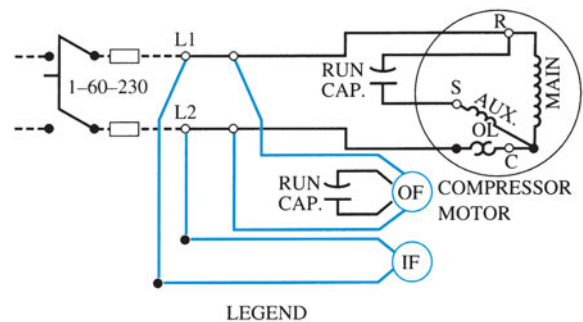 L1
R
1–60–230
RUN
CAP.
S
AUX.
MAIN
L2
OL
C
RUN
CAP.
OF
COMPRESSOR
MOTOR
IF
LEGEND